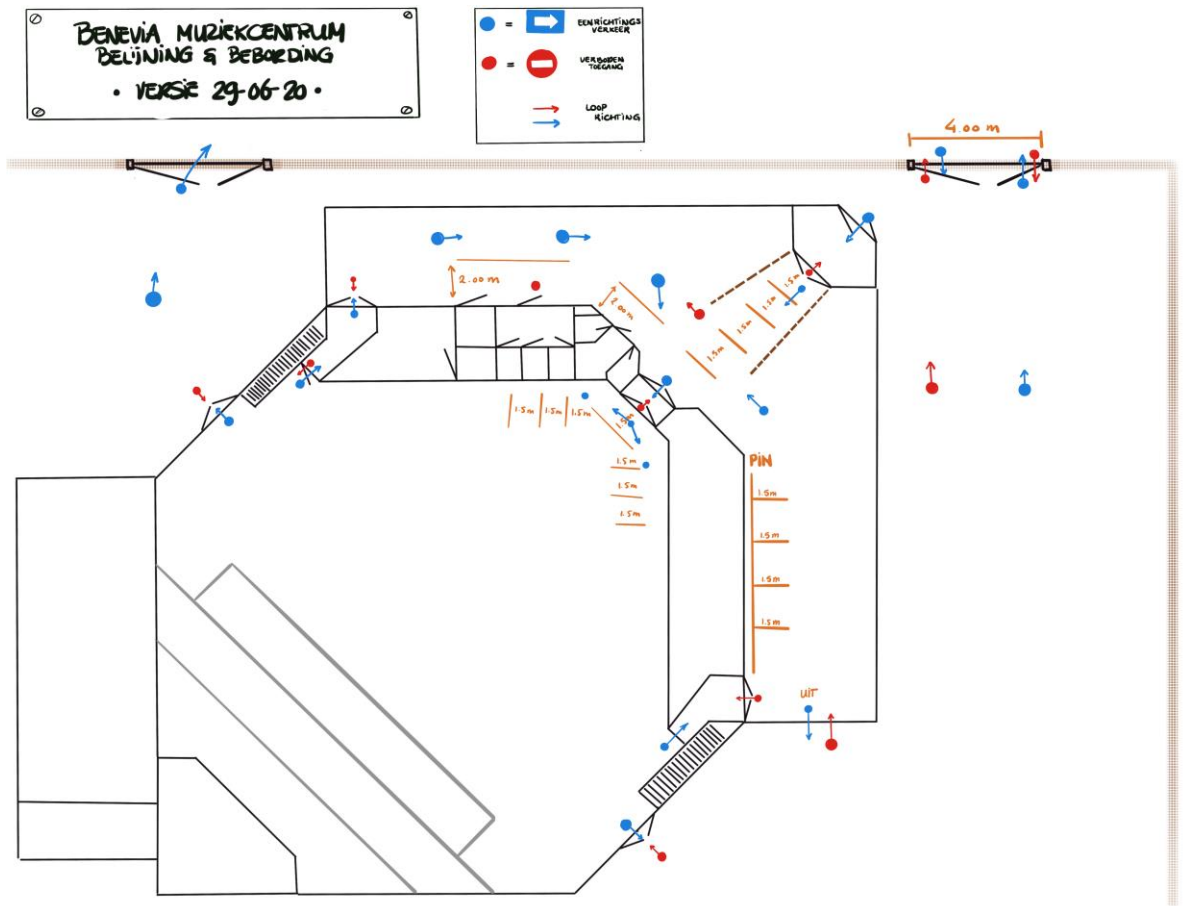 BENEVIA MUZIEKCENTRUM
BELIJNING & BEBORDING
• VERSIE 29-06-20 •
= EENRICHTINGS
VERKEER
= VERBODEN
TOEGANG
LOOP
RICHTING
4.00 m
2.00 m
2.00 m
1.5m
1.5m
1.5m
1.5m
1.5m
1.5m
1.5m
1.5m
1.5m
1.5m
1.5m
PIN
1.5m
1.5m
1.5m
1.5m
UIT